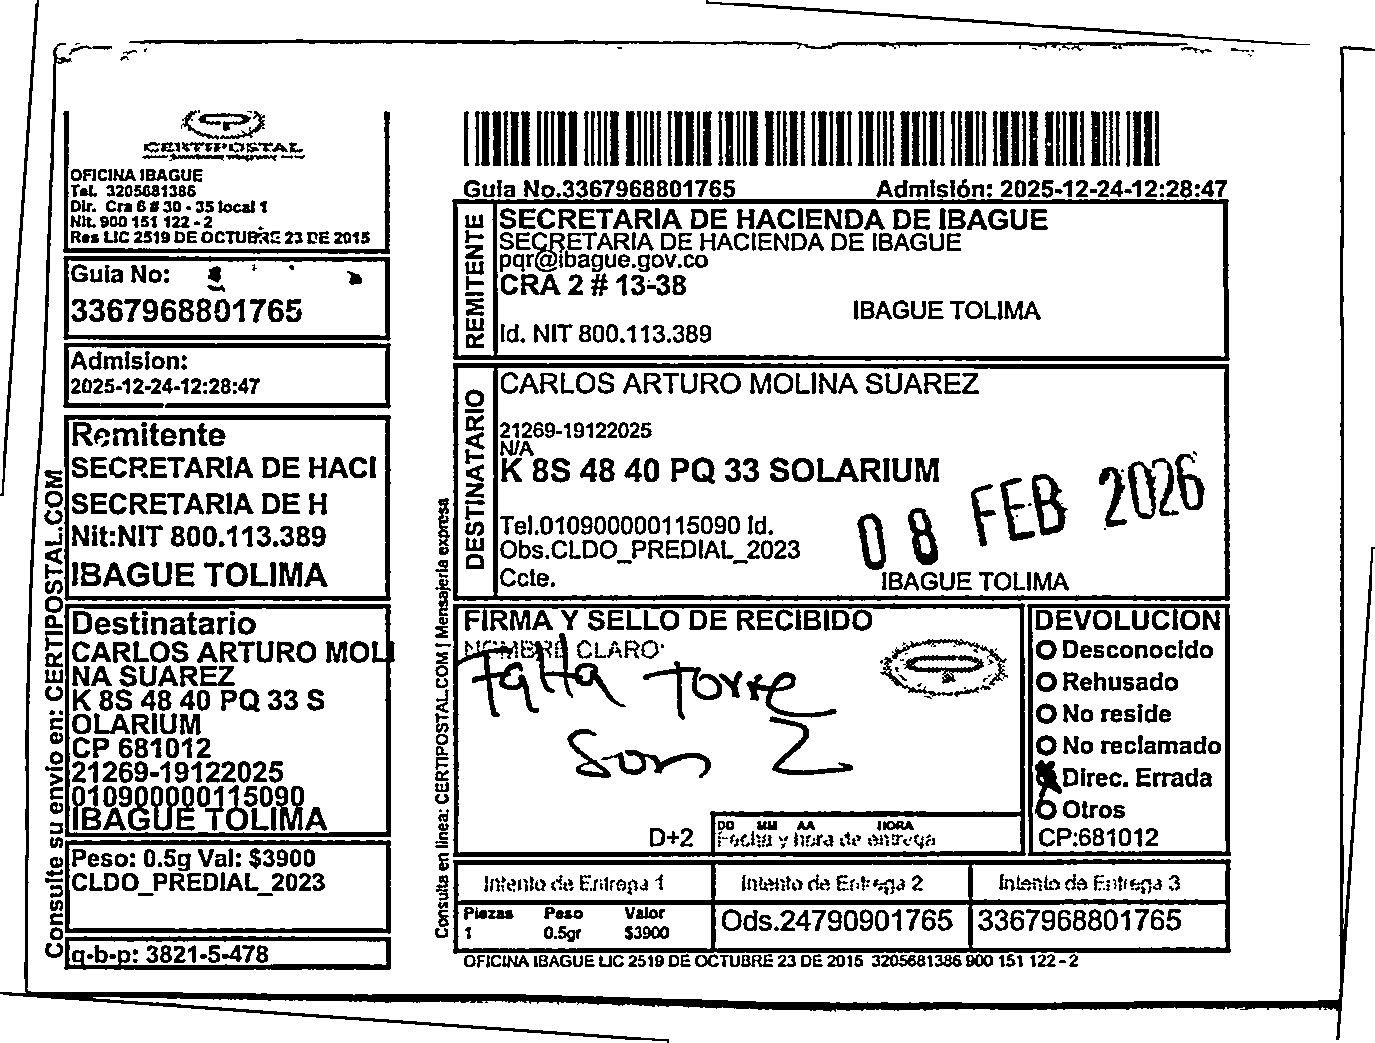 CERTIPOSTAL
OFICINA IBAGUE
Tel. 3205681386
Dir. Cra 6 # 30 - 35 local 1
Nit. 900 151 122 - 2
Res LIC 2519 DE OCTUBRE 23 DE 2015
Guia No:
3367968801765
Admision:
2025-12-24-12:28:47
Remitente
SECRETARIA DE HACI
SECRETARIA DE H
Nit:NIT 800.113.389
IBAGUE TOLIMA
Destinatario
CARLOS ARTURO MOLI
NA SUAREZ
K 8S 48 40 PQ 33 S
OLARIUM
CP 681012
21269-19122025
010900000115090
IBAGUE TOLIMA
Peso: 0.5g Val: $3900
CLDO_PREDIAL_2023
q-b-p: 3821-5-478
Consulte su envio en: CERTIPOSTAL.COM
Guia No.3367968801765 Admisión: 2025-12-24-12:28:47
REMITENTE
SECRETARIA DE HACIENDA DE IBAGUE
SECRETARIA DE HACIENDA DE IBAGUE
pqr@ibague.gov.co
CRA 2 # 13-38
IBAGUE TOLIMA
Id. NIT 800.113.389
DESTINATARIO
CARLOS ARTURO MOLINA SUAREZ
21269-19122025
N/A
K 8S 48 40 PQ 33 SOLARIUM
08 FEB 2026
Tel.010900000115090 Id.
Obs.CLDO_PREDIAL_2023
Ccte.
IBAGUE TOLIMA
Consulta en linea: CERTIPOSTAL.COM | Mensajeria expresa
FIRMA Y SELLO DE RECIBIDO
NOMBRE CLARO:
Falta Torre
Son 2
D+2
DD MM AA HORA
Fecha y hora de entrega
DEVOLUCION
Desconocido
Rehusado
No reside
No reclamado
Direc. Errada
Otros
CP:681012
Intento de Entrega 1 Intento de Entrega 2 Intento de Entrega 3
Piezas Peso Valor
1 0.5gr $3900
Ods.24790901765 3367968801765
OFICINA IBAGUE LIC 2519 DE OCTUBRE 23 DE 2015 3205681386 900 151 122 - 2